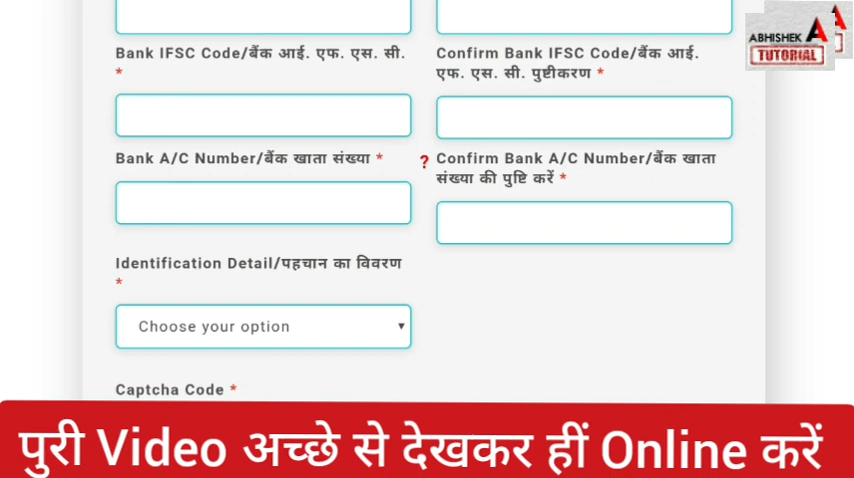 ABHISHEK
TUTORIAL
Bank IFSC Code/बैंक आई. एफ. एस. सी.
*
Confirm Bank IFSC Code/बैंक आई.
एफ. एस. सी. पुष्टीकरण *
Bank A/C Number/बैंक खाता संख्या *
? Confirm Bank A/C Number/बैंक खाता
संख्या की पुष्टि करें *
Identification Detail/पहचान का विवरण
*
Choose your option
Captcha Code *
पुरी Video अच्छे से देखकर हीं Online करें